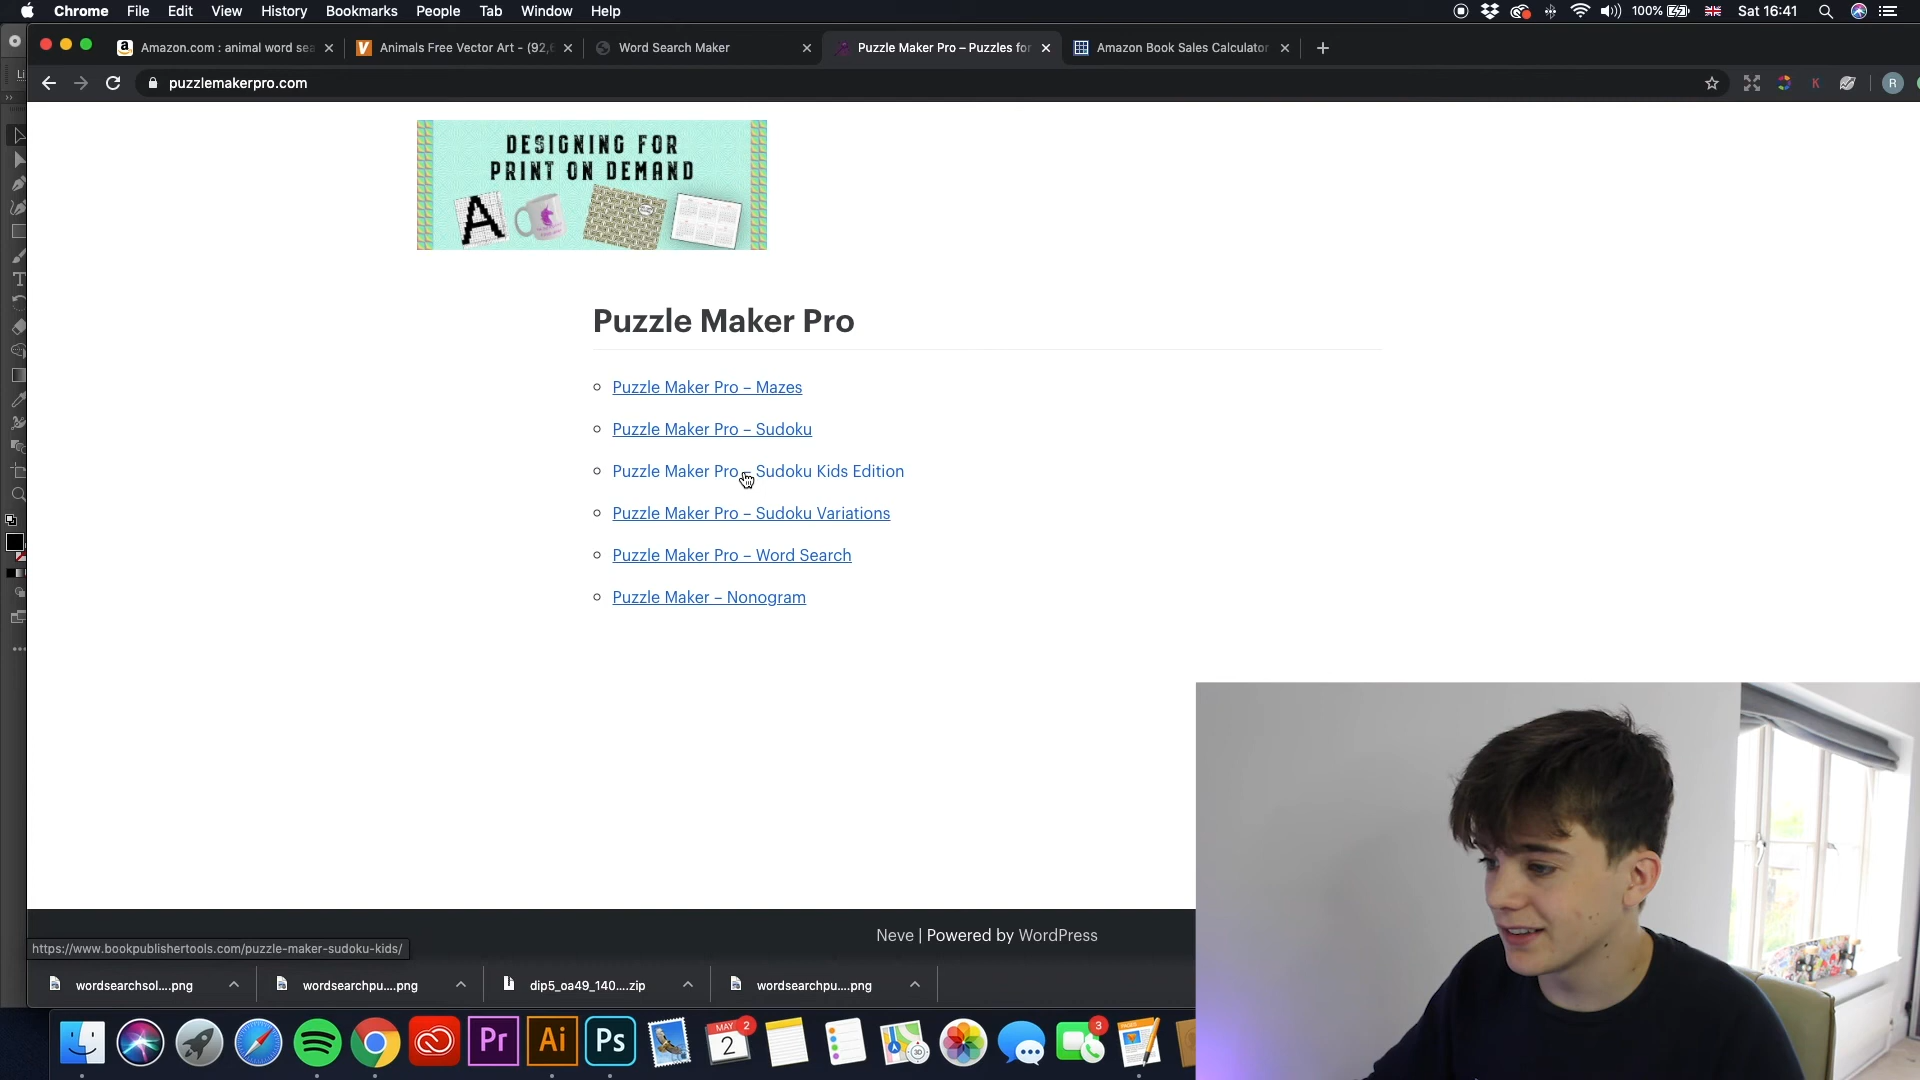 Chrome File Edit View History Bookmarks People Tab Window Help
100% Sat 16:41
Amazon.com : animal word sea
Animals Free Vector Art - (92,6
Word Search Maker
Puzzle Maker Pro – Puzzles for
Amazon Book Sales Calculator
puzzlemakerpro.com
K
R
DESIGNING FOR
PRINT ON DEMAND
A
Puzzle Maker Pro
Puzzle Maker Pro – Mazes
Puzzle Maker Pro – Sudoku
Puzzle Maker Pro – Sudoku Kids Edition
Puzzle Maker Pro – Sudoku Variations
Puzzle Maker Pro – Word Search
Puzzle Maker – Nonogram
Neve | Powered by WordPress
https://www.bookpublishertools.com/puzzle-maker-sudoku-kids/
wordsearchsol....png
wordsearchpu....png
dip5_oa49_140....zip
wordsearchpu....png
Pr
Ai
Ps
MAY
2
2
3